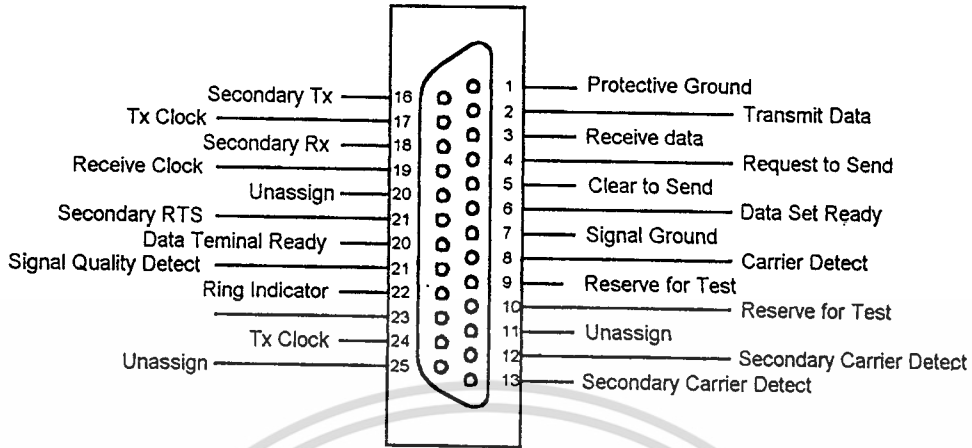 Secondary Tx 16
Tx Clock 17
Secondary Rx 18
Receive Clock 19
Unassign 20
Secondary RTS 21
Data Teminal Ready 20
Signal Quality Detect 21
Ring Indicator 22
23
Tx Clock 24
Unassign 25
1 Protective Ground
2 Transmit Data
3 Receive data
4 Request to Send
5 Clear to Send
6 Data Set Ready
7 Signal Ground
8 Carrier Detect
9 Reserve for Test
10 Reserve for Test
11 Unassign
12 Secondary Carrier Detect
13 Secondary Carrier Detect